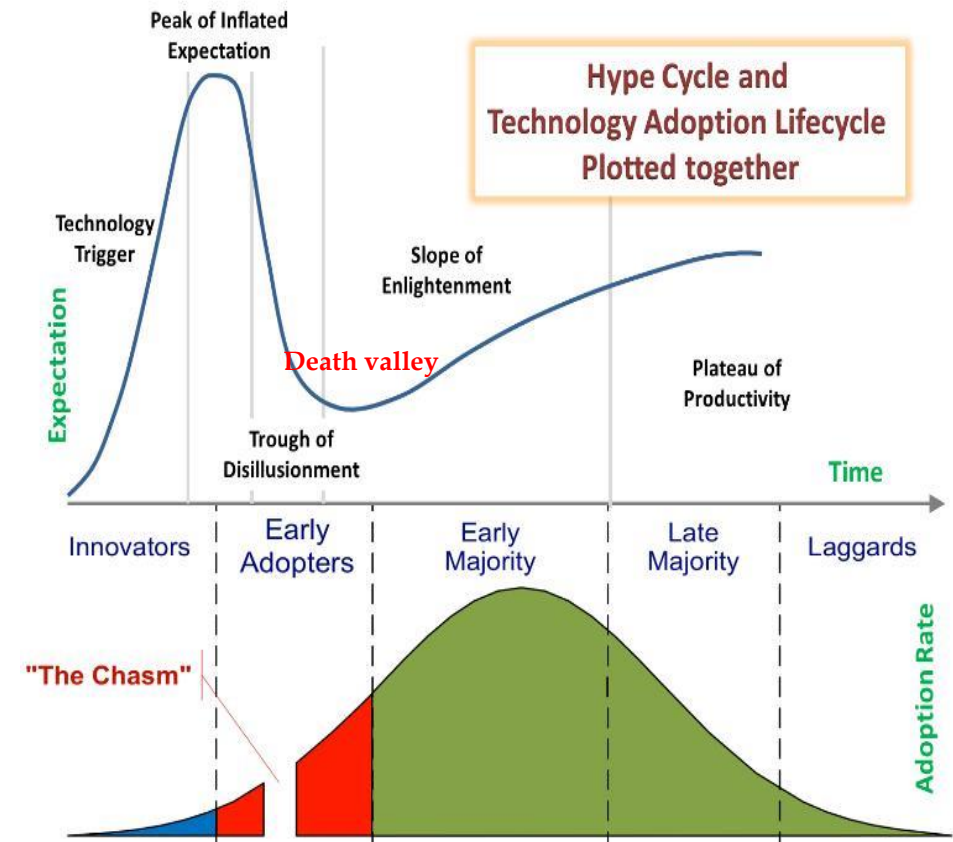 Peak of Inflated
Expectation
Hype Cycle and
Technology Adoption Lifecycle
Plotted together
Technology
Trigger
Slope of
Enlightenment
Expectation
Death valley
Plateau of
Productivity
Trough of
Disillusionment
Time
Innovators
Early
Adopters
Early
Majority
Late
Majority
Laggards
"The Chasm"
Adoption Rate